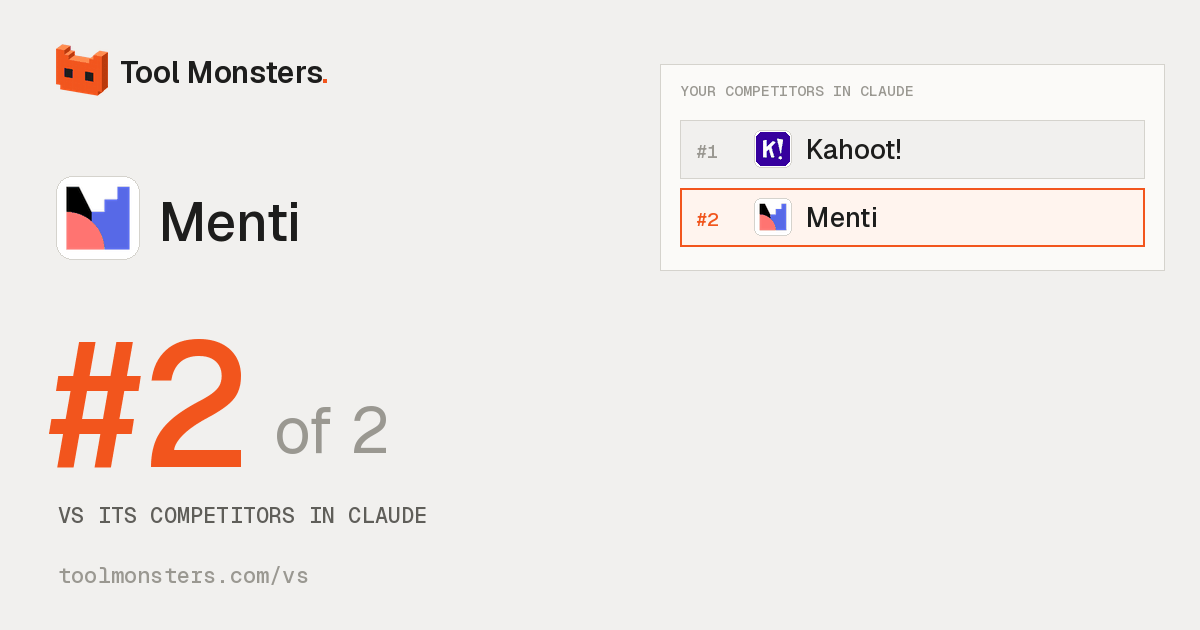 Tool Monsters.
Menti
#2 of 2
VS ITS COMPETITORS IN CLAUDE
toolmonsters.com/vs
YOUR COMPETITORS IN CLAUDE
#1 K! Kahoot!
#2 Menti